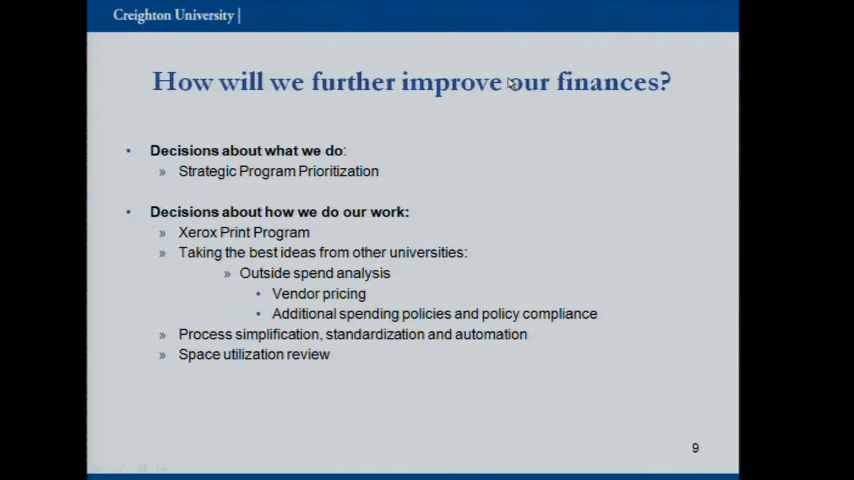 Creighton University
How will we further improve our finances?
• Decisions about what we do:
» Strategic Program Prioritization
• Decisions about how we do our work:
» Xerox Print Program
» Taking the best ideas from other universities:
» Outside spend analysis
• Vendor pricing
• Additional spending policies and policy compliance
» Process simplification, standardization and automation
» Space utilization review
9